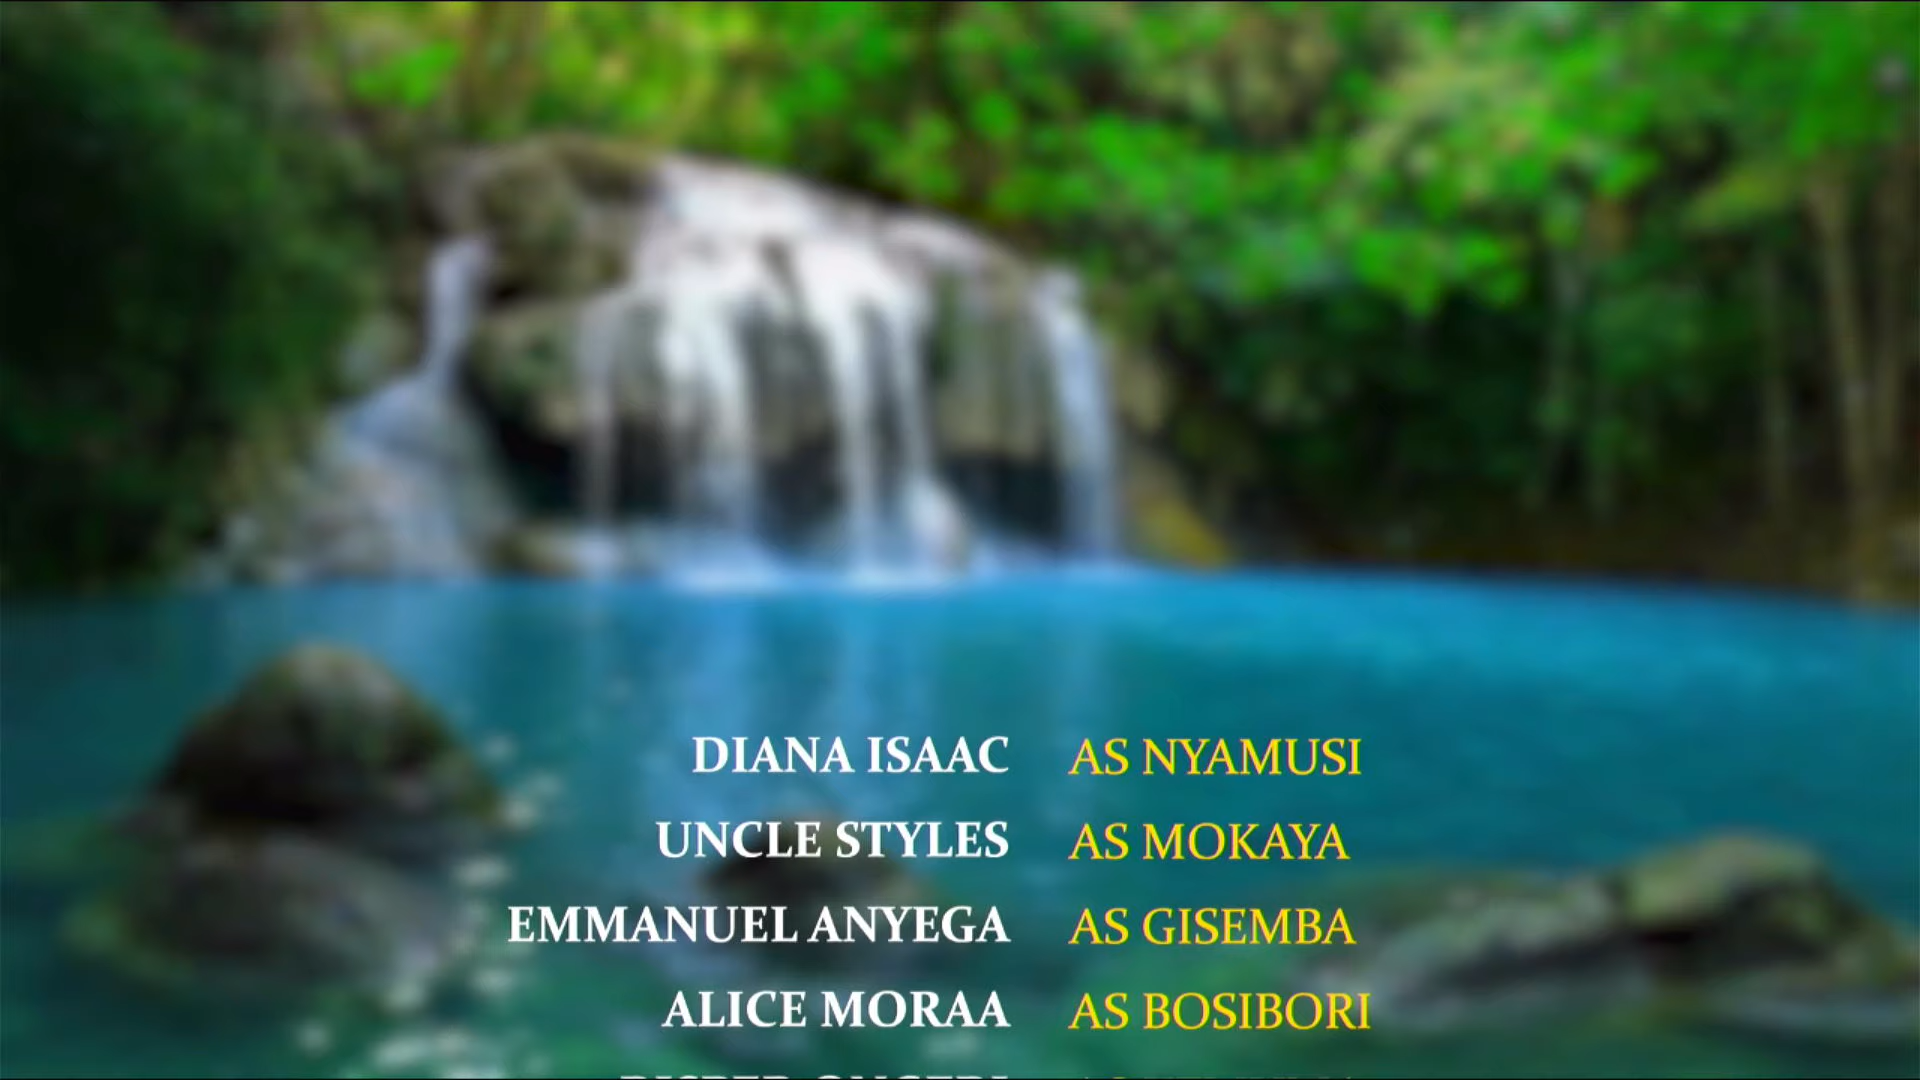 DIANA ISAAC AS NYAMUSI
UNCLE STYLES AS MOKAYA
EMMANUEL ANYEGA AS GISEMBA
ALICE MORAA AS BOSIBORI